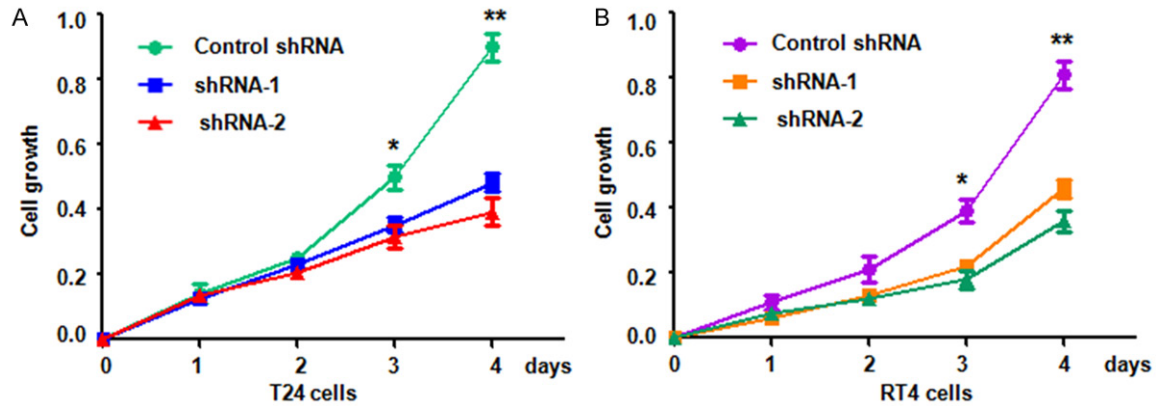 A
1.0
0.8
0.6
0.4
0.2
0.0
Cell growth
Control shRNA
shRNA-1
shRNA-2
*
**
0 1 2 3 4 days
T24 cells
B
1.0
0.8
0.6
0.4
0.2
0.0
Cell growth
Control shRNA
shRNA-1
shRNA-2
*
**
0 1 2 3 4 days
RT4 cells